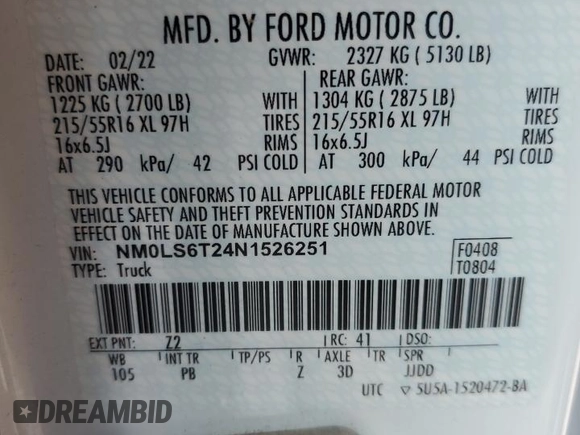 MFD. BY FORD MOTOR CO.
DATE: 02/22 GVWR: 2327 KG ( 5130 LB)
FRONT GAWR: REAR GAWR:
1225 KG ( 2700 LB) WITH 1304 KG ( 2875 LB) WITH
215/55R16 XL 97H TIRES 215/55R16 XL 97H TIRES
16x6.5J RIMS 16x6.5J RIMS
AT 290 kPa/ 42 PSI COLD AT 300 kPa/ 44 PSI COLD
THIS VEHICLE CONFORMS TO ALL APPLICABLE FEDERAL MOTOR
VEHICLE SAFETY AND THEFT PREVENTION STANDARDS IN
EFFECT ON THE DATE OF MANUFACTURE SHOWN ABOVE.
VIN: NM0LS6T24N1526251 F0408
TYPE: Truck T0804
EXT PNT: Z2 RC: 41 DSO:
WB INT TR TP/PS R AXLE TR SPR
105 PB Z 3D JJDD
UTC ▽ 5U5A-1520472-BA
DREAMBID